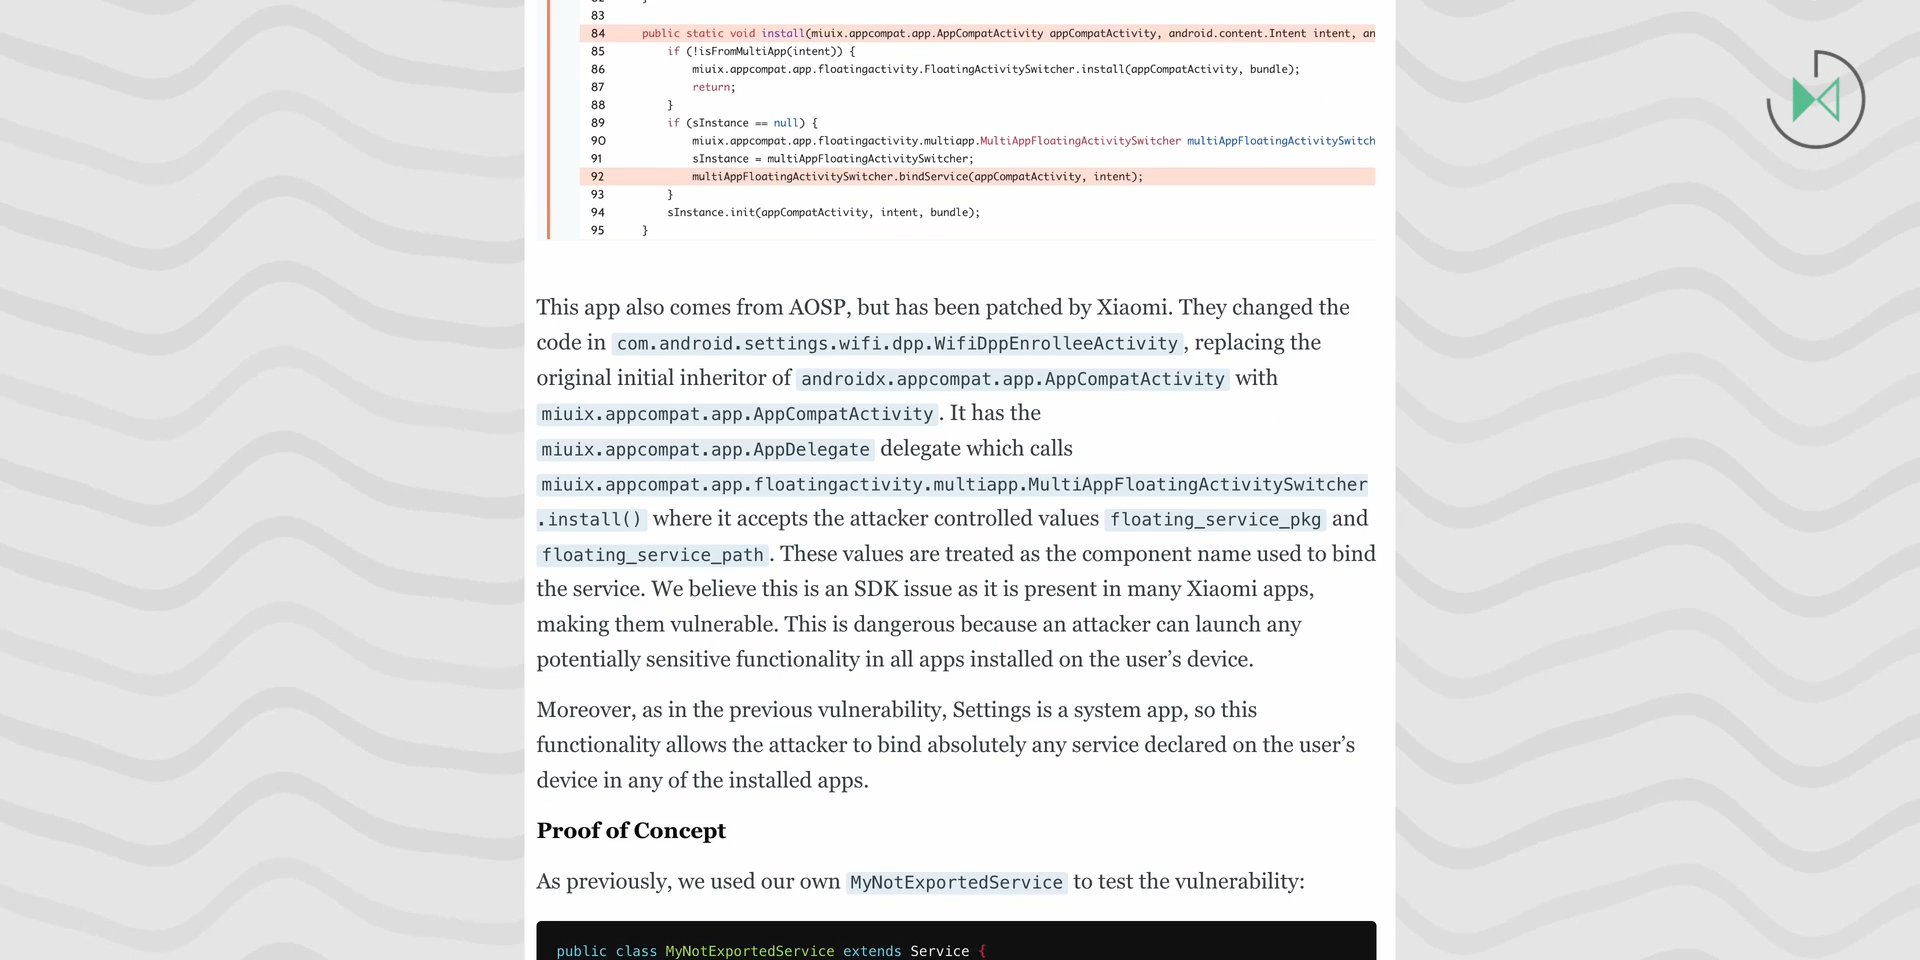 83
84 public static void install(miuix.appcompat.app.AppCompatActivity appCompatActivity, android.content.Intent intent, an
85 if (!isFromMultiApp(intent)) {
86 miuix.appcompat.app.floatingactivity.FloatingActivitySwitcher.install(appCompatActivity, bundle);
87 return;
88 }
89 if (sInstance == null) {
90 miuix.appcompat.app.floatingactivity.multiapp.MultiAppFloatingActivitySwitcher multiAppFloatingActivitySwitch
91 sInstance = multiAppFloatingActivitySwitcher;
92 multiAppFloatingActivitySwitcher.bindService(appCompatActivity, intent);
93 }
94 sInstance.init(appCompatActivity, intent, bundle);
95 }
This app also comes from AOSP, but has been patched by Xiaomi. They changed the
code in com.android.settings.wifi.dpp.WifiDppEnrolleeActivity, replacing the
original initial inheritor of androidx.appcompat.app.AppCompatActivity with
miuix.appcompat.app.AppCompatActivity. It has the
miuix.appcompat.app.AppDelegate delegate which calls
miuix.appcompat.app.floatingactivity.multiapp.MultiAppFloatingActivitySwitcher
.install() where it accepts the attacker controlled values floating_service_pkg and
floating_service_path. These values are treated as the component name used to bind
the service. We believe this is an SDK issue as it is present in many Xiaomi apps,
making them vulnerable. This is dangerous because an attacker can launch any
potentially sensitive functionality in all apps installed on the user’s device.
Moreover, as in the previous vulnerability, Settings is a system app, so this
functionality allows the attacker to bind absolutely any service declared on the user’s
device in any of the installed apps.
Proof of Concept
As previously, we used our own MyNotExportedService to test the vulnerability:
public class MyNotExportedService extends Service {